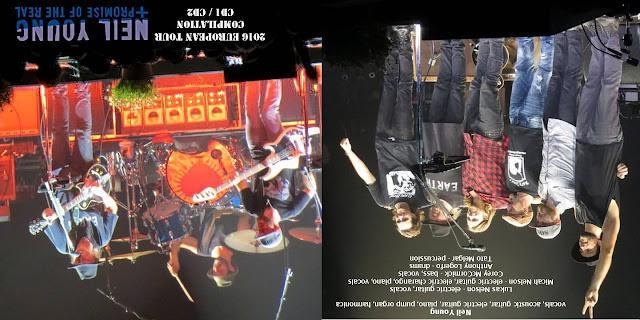 Neil Young
vocals, acoustic guitar, electric guitar, piano, pump organ, harmonica
Lukas Nelson - electric guitar, vocals
Micah Nelson - electric guitar, electric charango, piano, vocals
Corey McCormick - bass, vocals
Anthony Logerfo - drums
Tato Melgar - percussion
EARTH
2016 EUROPEAN TOUR
COMPILATION
CD1 / CD2
NEIL YOUNG
+PROMISE OF THE REAL